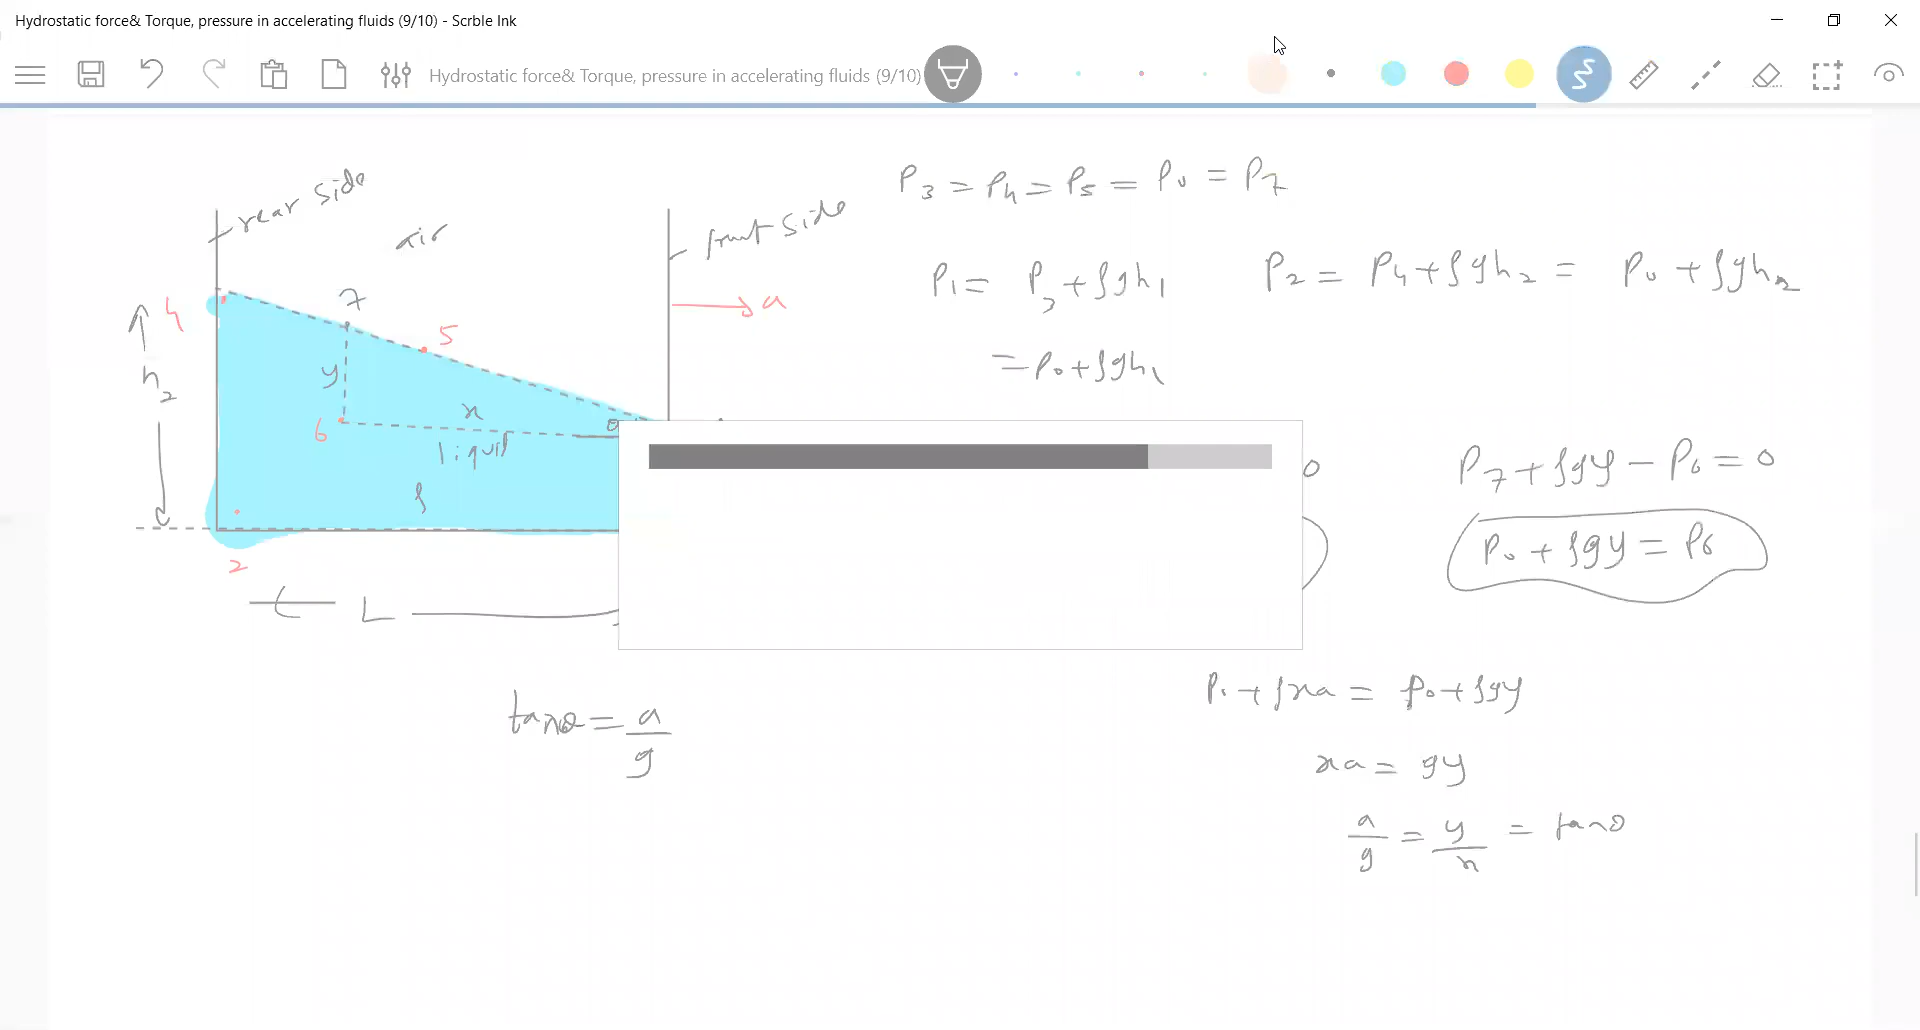 Hydrostatic force& Torque, pressure in accelerating fluids (9/10) - Scrble Ink
Hydrostatic force& Torque, pressure in accelerating fluids (9/10)
rear side
air
front side
P₃ = P₄ = P₅ = P₀ = P₇
P₁ = P₃ + ρgh₁
P₂ = P₄ + ρgh₂ = P₀ + ρgh₂
= P₀ + ρgh₁
a
4
7
5
h₂
y
x
6
θ
liquid
ρ
2
L
0
P₇ + ρgy − P₆ = 0
P₀ + ρgy = P₆
tanθ = a/g
P₀ + ρxa = P₀ + ρgy
xa = gy
a/g = y/x = tanθ